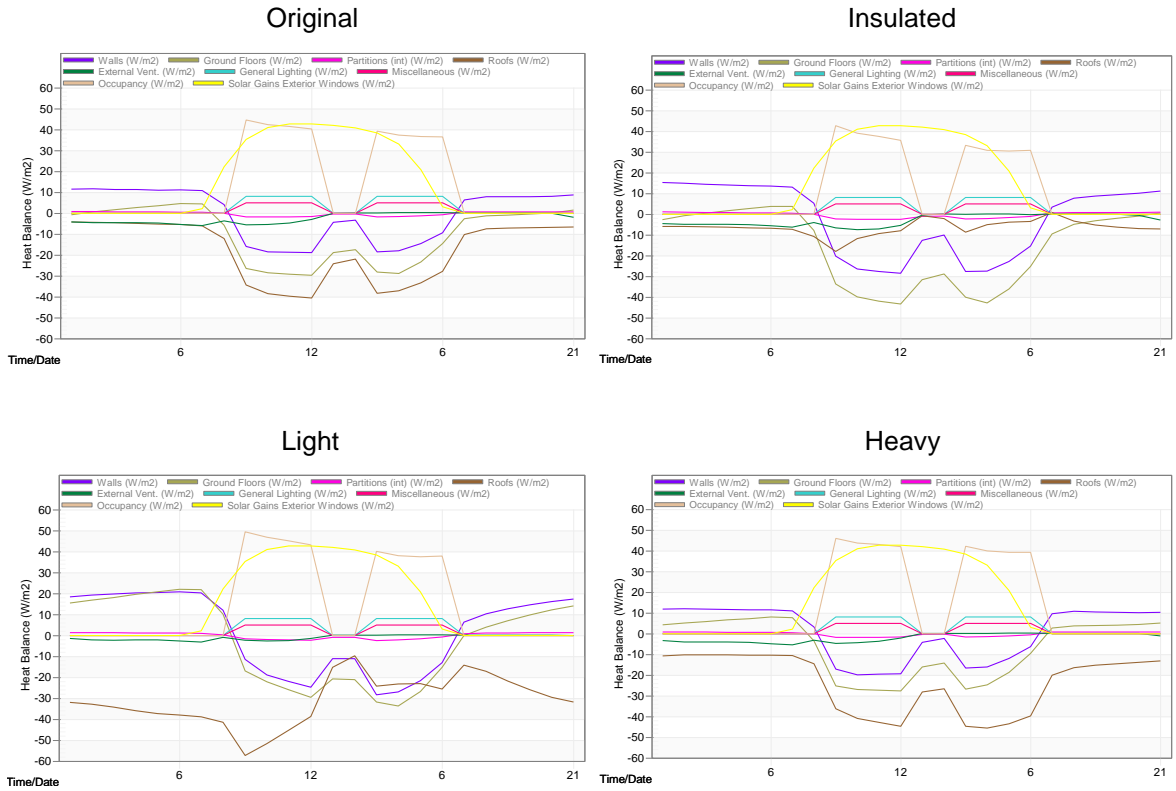 Original
Walls (W/m2) Ground Floors (W/m2) Partitions (int) (W/m2) Roofs (W/m2)
External Vent. (W/m2) General Lighting (W/m2) Miscellaneous (W/m2)
Occupancy (W/m2) Solar Gains Exterior Windows (W/m2)
60
50
40
30
20
10
0
-10
-20
-30
-40
-50
-60
Heat Balance (W/m2)
Time/Date
6 12 6 21
Insulated
Walls (W/m2) Ground Floors (W/m2) Partitions (int) (W/m2) Roofs (W/m2)
External Vent. (W/m2) General Lighting (W/m2) Miscellaneous (W/m2)
Occupancy (W/m2) Solar Gains Exterior Windows (W/m2)
60
50
40
30
20
10
0
-10
-20
-30
-40
-50
-60
Heat Balance (W/m2)
Time/Date
6 12 6 21
Light
Walls (W/m2) Ground Floors (W/m2) Partitions (int) (W/m2) Roofs (W/m2)
External Vent. (W/m2) General Lighting (W/m2) Miscellaneous (W/m2)
Occupancy (W/m2) Solar Gains Exterior Windows (W/m2)
60
50
40
30
20
10
0
-10
-20
-30
-40
-50
-60
Heat Balance (W/m2)
Time/Date
6 12 6 21
Heavy
Walls (W/m2) Ground Floors (W/m2) Partitions (int) (W/m2) Roofs (W/m2)
External Vent. (W/m2) General Lighting (W/m2) Miscellaneous (W/m2)
Occupancy (W/m2) Solar Gains Exterior Windows (W/m2)
60
50
40
30
20
10
0
-10
-20
-30
-40
-50
-60
Heat Balance (W/m2)
Time/Date
6 12 6 21